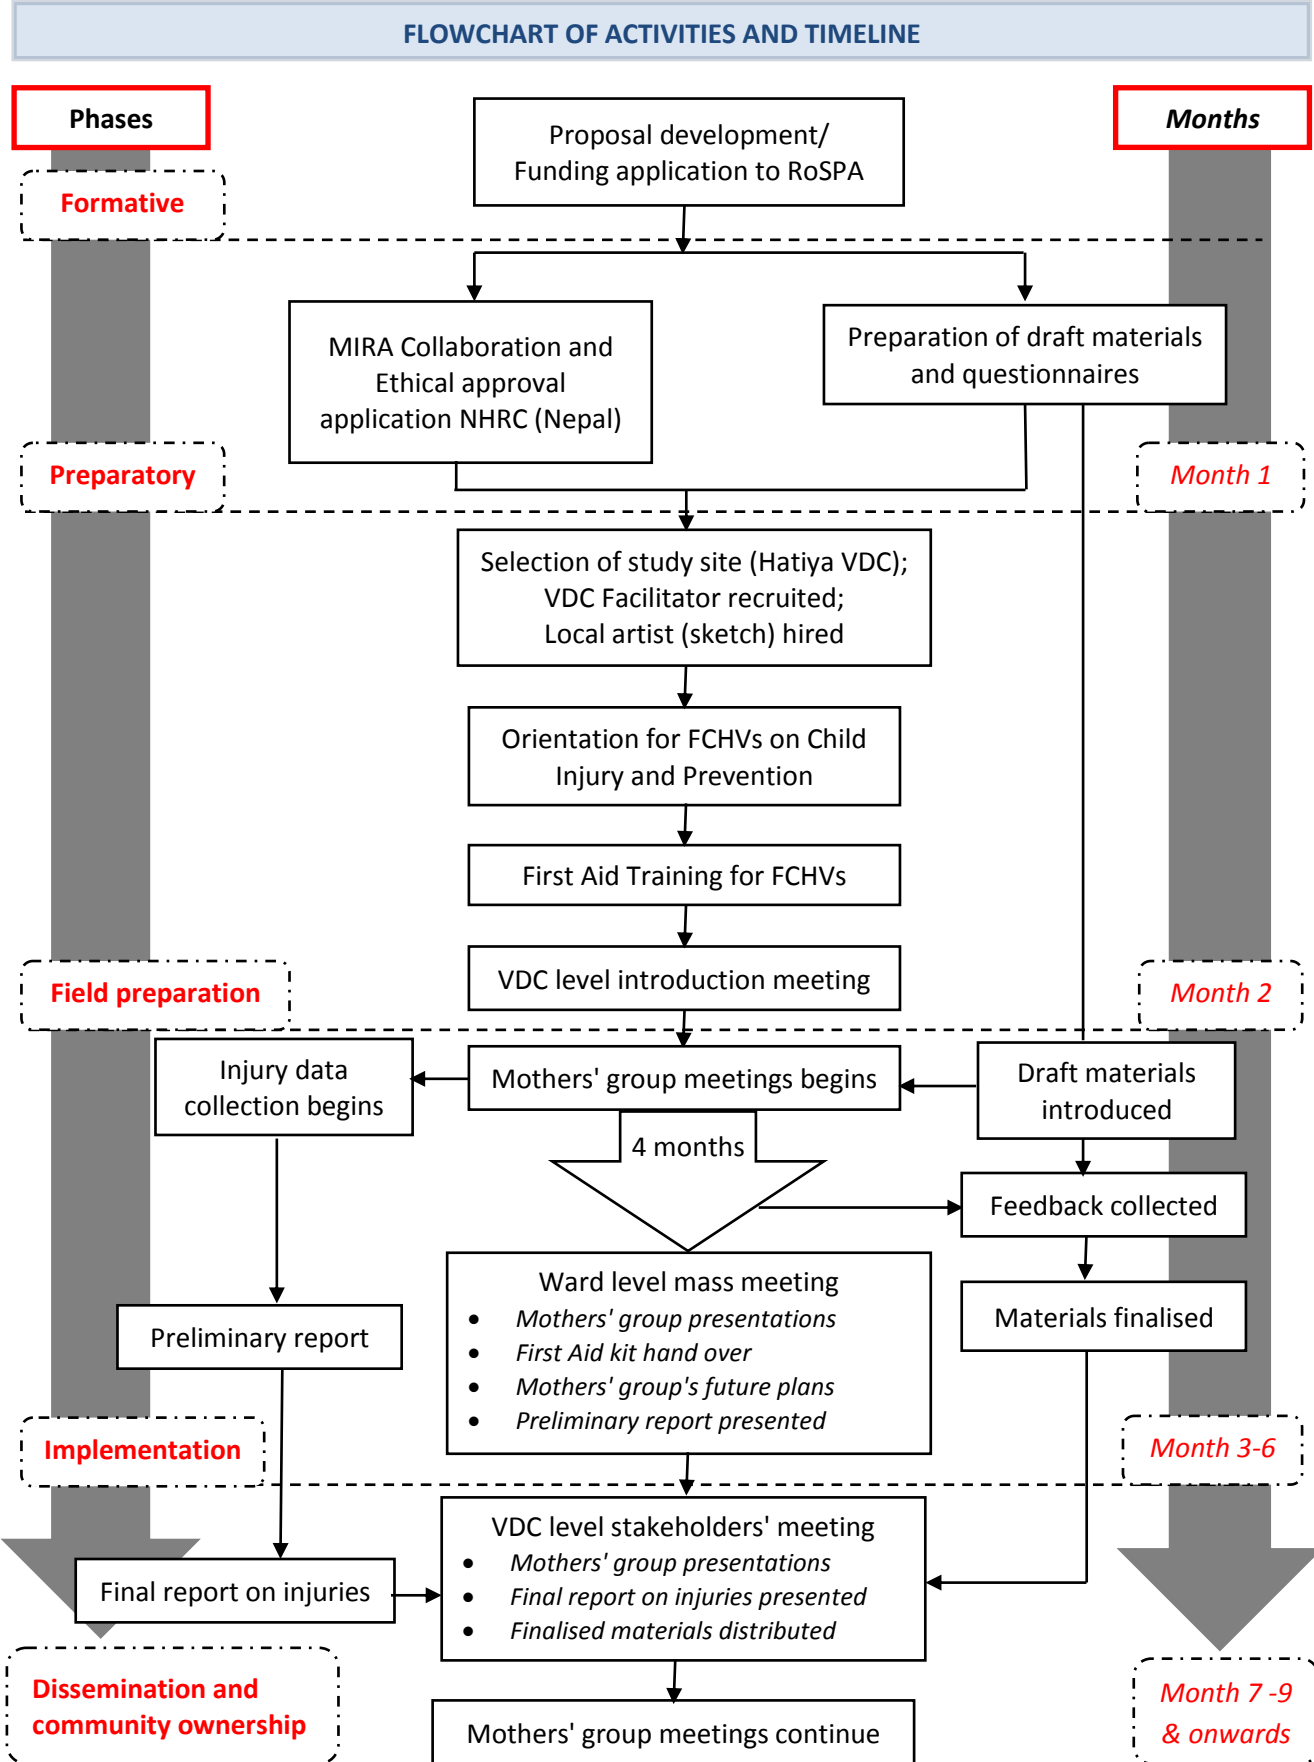 FLOWCHART OF ACTIVITIES AND TIMELINE
Phases
Months
Proposal development/
Funding application to RoSPA
Formative
MIRA Collaboration and
Ethical approval
application NHRC (Nepal)
Preparation of draft materials
and questionnaires
Preparatory
Month 1
Selection of study site (Hatiya VDC);
VDC Facilitator recruited;
Local artist (sketch) hired
Orientation for FCHVs on Child
Injury and Prevention
First Aid Training for FCHVs
VDC level introduction meeting
Field preparation
Month 2
Injury data
collection begins
Mothers' group meetings begins
Draft materials
introduced
4 months
Feedback collected
Ward level mass meeting
• Mothers' group presentations
• First Aid kit hand over
• Mothers' group's future plans
• Preliminary report presented
Materials finalised
Preliminary report
Implementation
Month 3-6
VDC level stakeholders' meeting
• Mothers' group presentations
• Final report on injuries presented
• Finalised materials distributed
Final report on injuries
Dissemination and
community ownership
Month 7 -9
& onwards
Mothers' group meetings continue